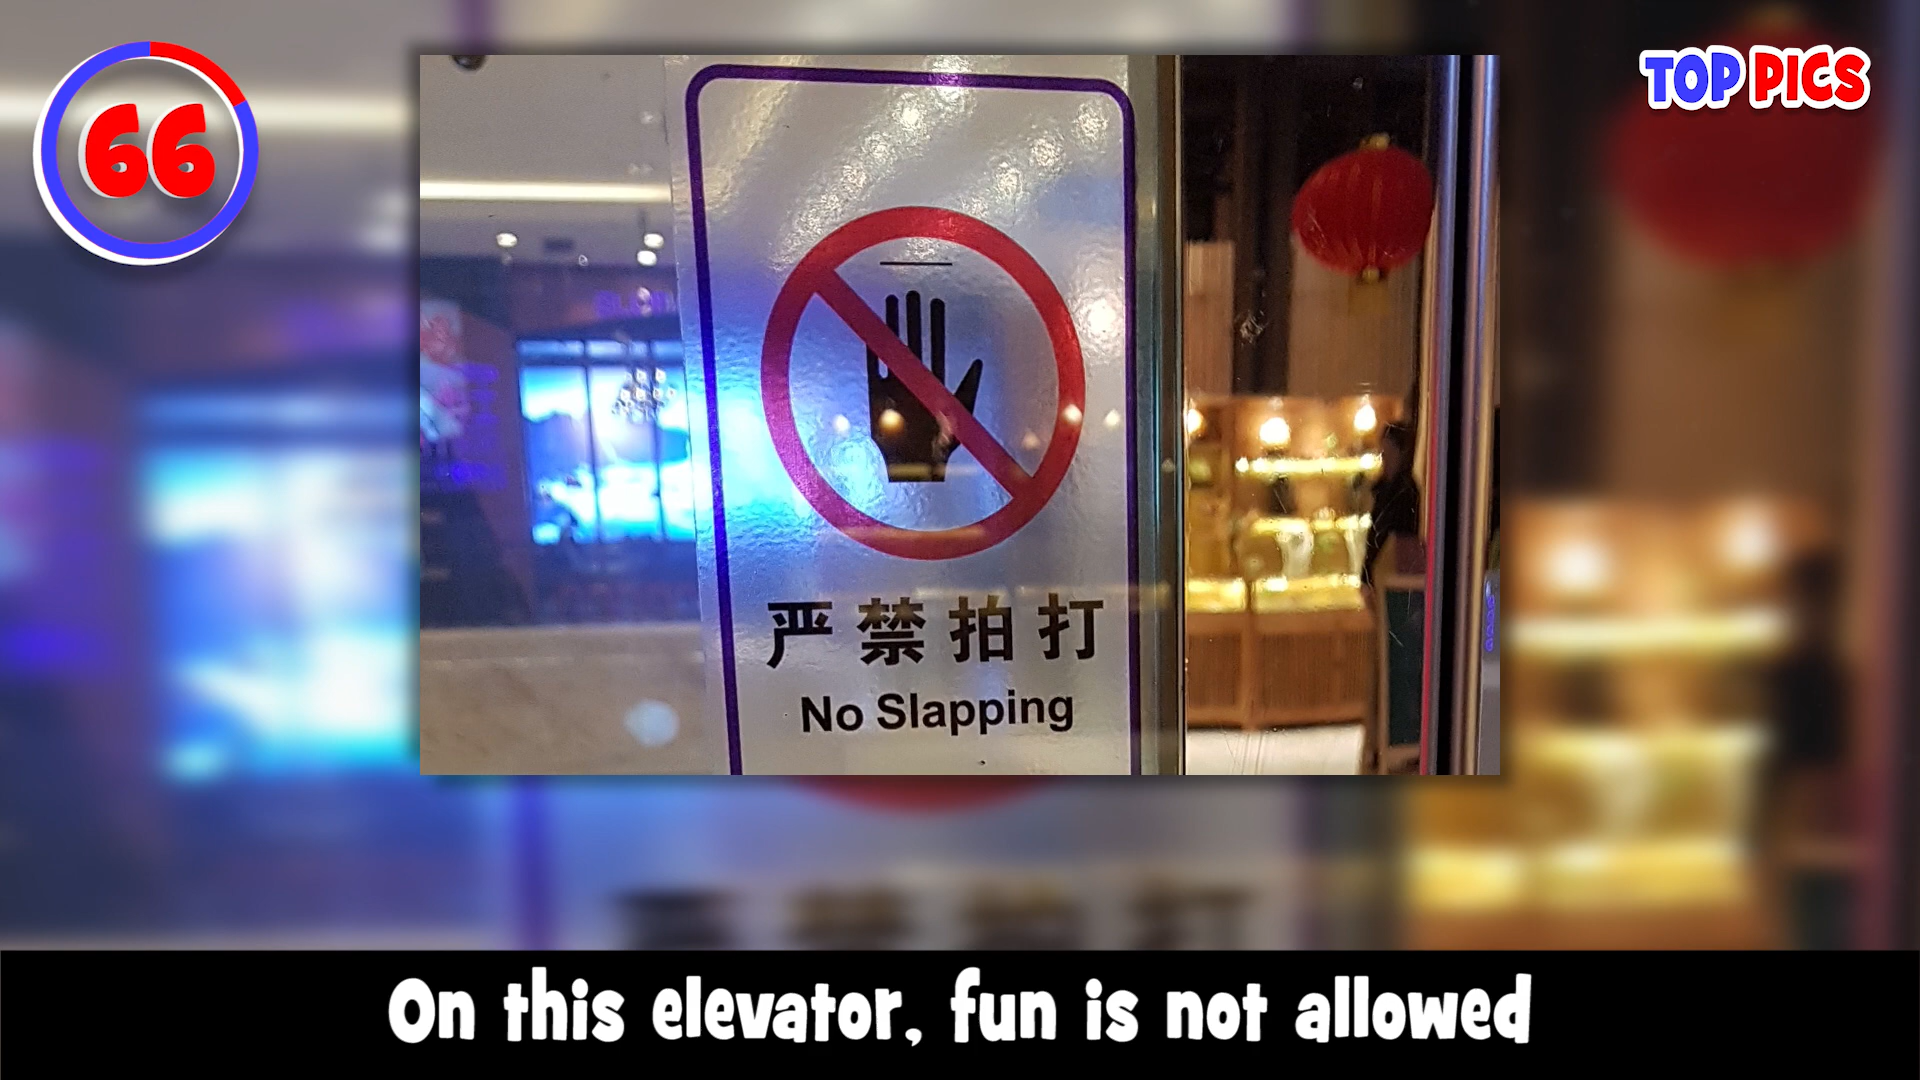 66
TOP PICS
严禁拍打
No Slapping
On this elevator, fun is not allowed